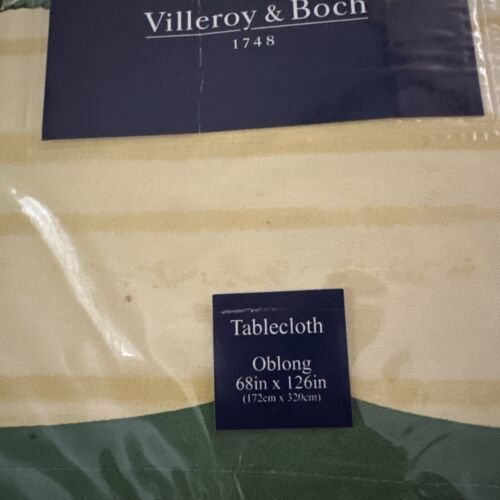 Villeroy & Boch
1748
Tablecloth
Oblong
68in x 126in
(172cm x 320cm)